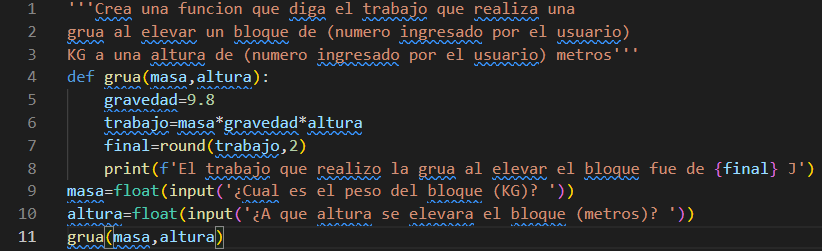 1 '''Crea una funcion que diga el trabajo que realiza una
2 grua al elevar un bloque de (numero ingresado por el usuario)
3 KG a una altura de (numero ingresado por el usuario) metros'''
4 def grua(masa,altura):
5     gravedad=9.8
6     trabajo=masa*gravedad*altura
7     final=round(trabajo,2)
8     print(f'El trabajo que realizo la grua al elevar el bloque fue de {final} J')
9 masa=float(input('¿Cual es el peso del bloque (KG)? '))
10 altura=float(input('¿A que altura se elevara el bloque (metros)? '))
11 grua(masa,altura)